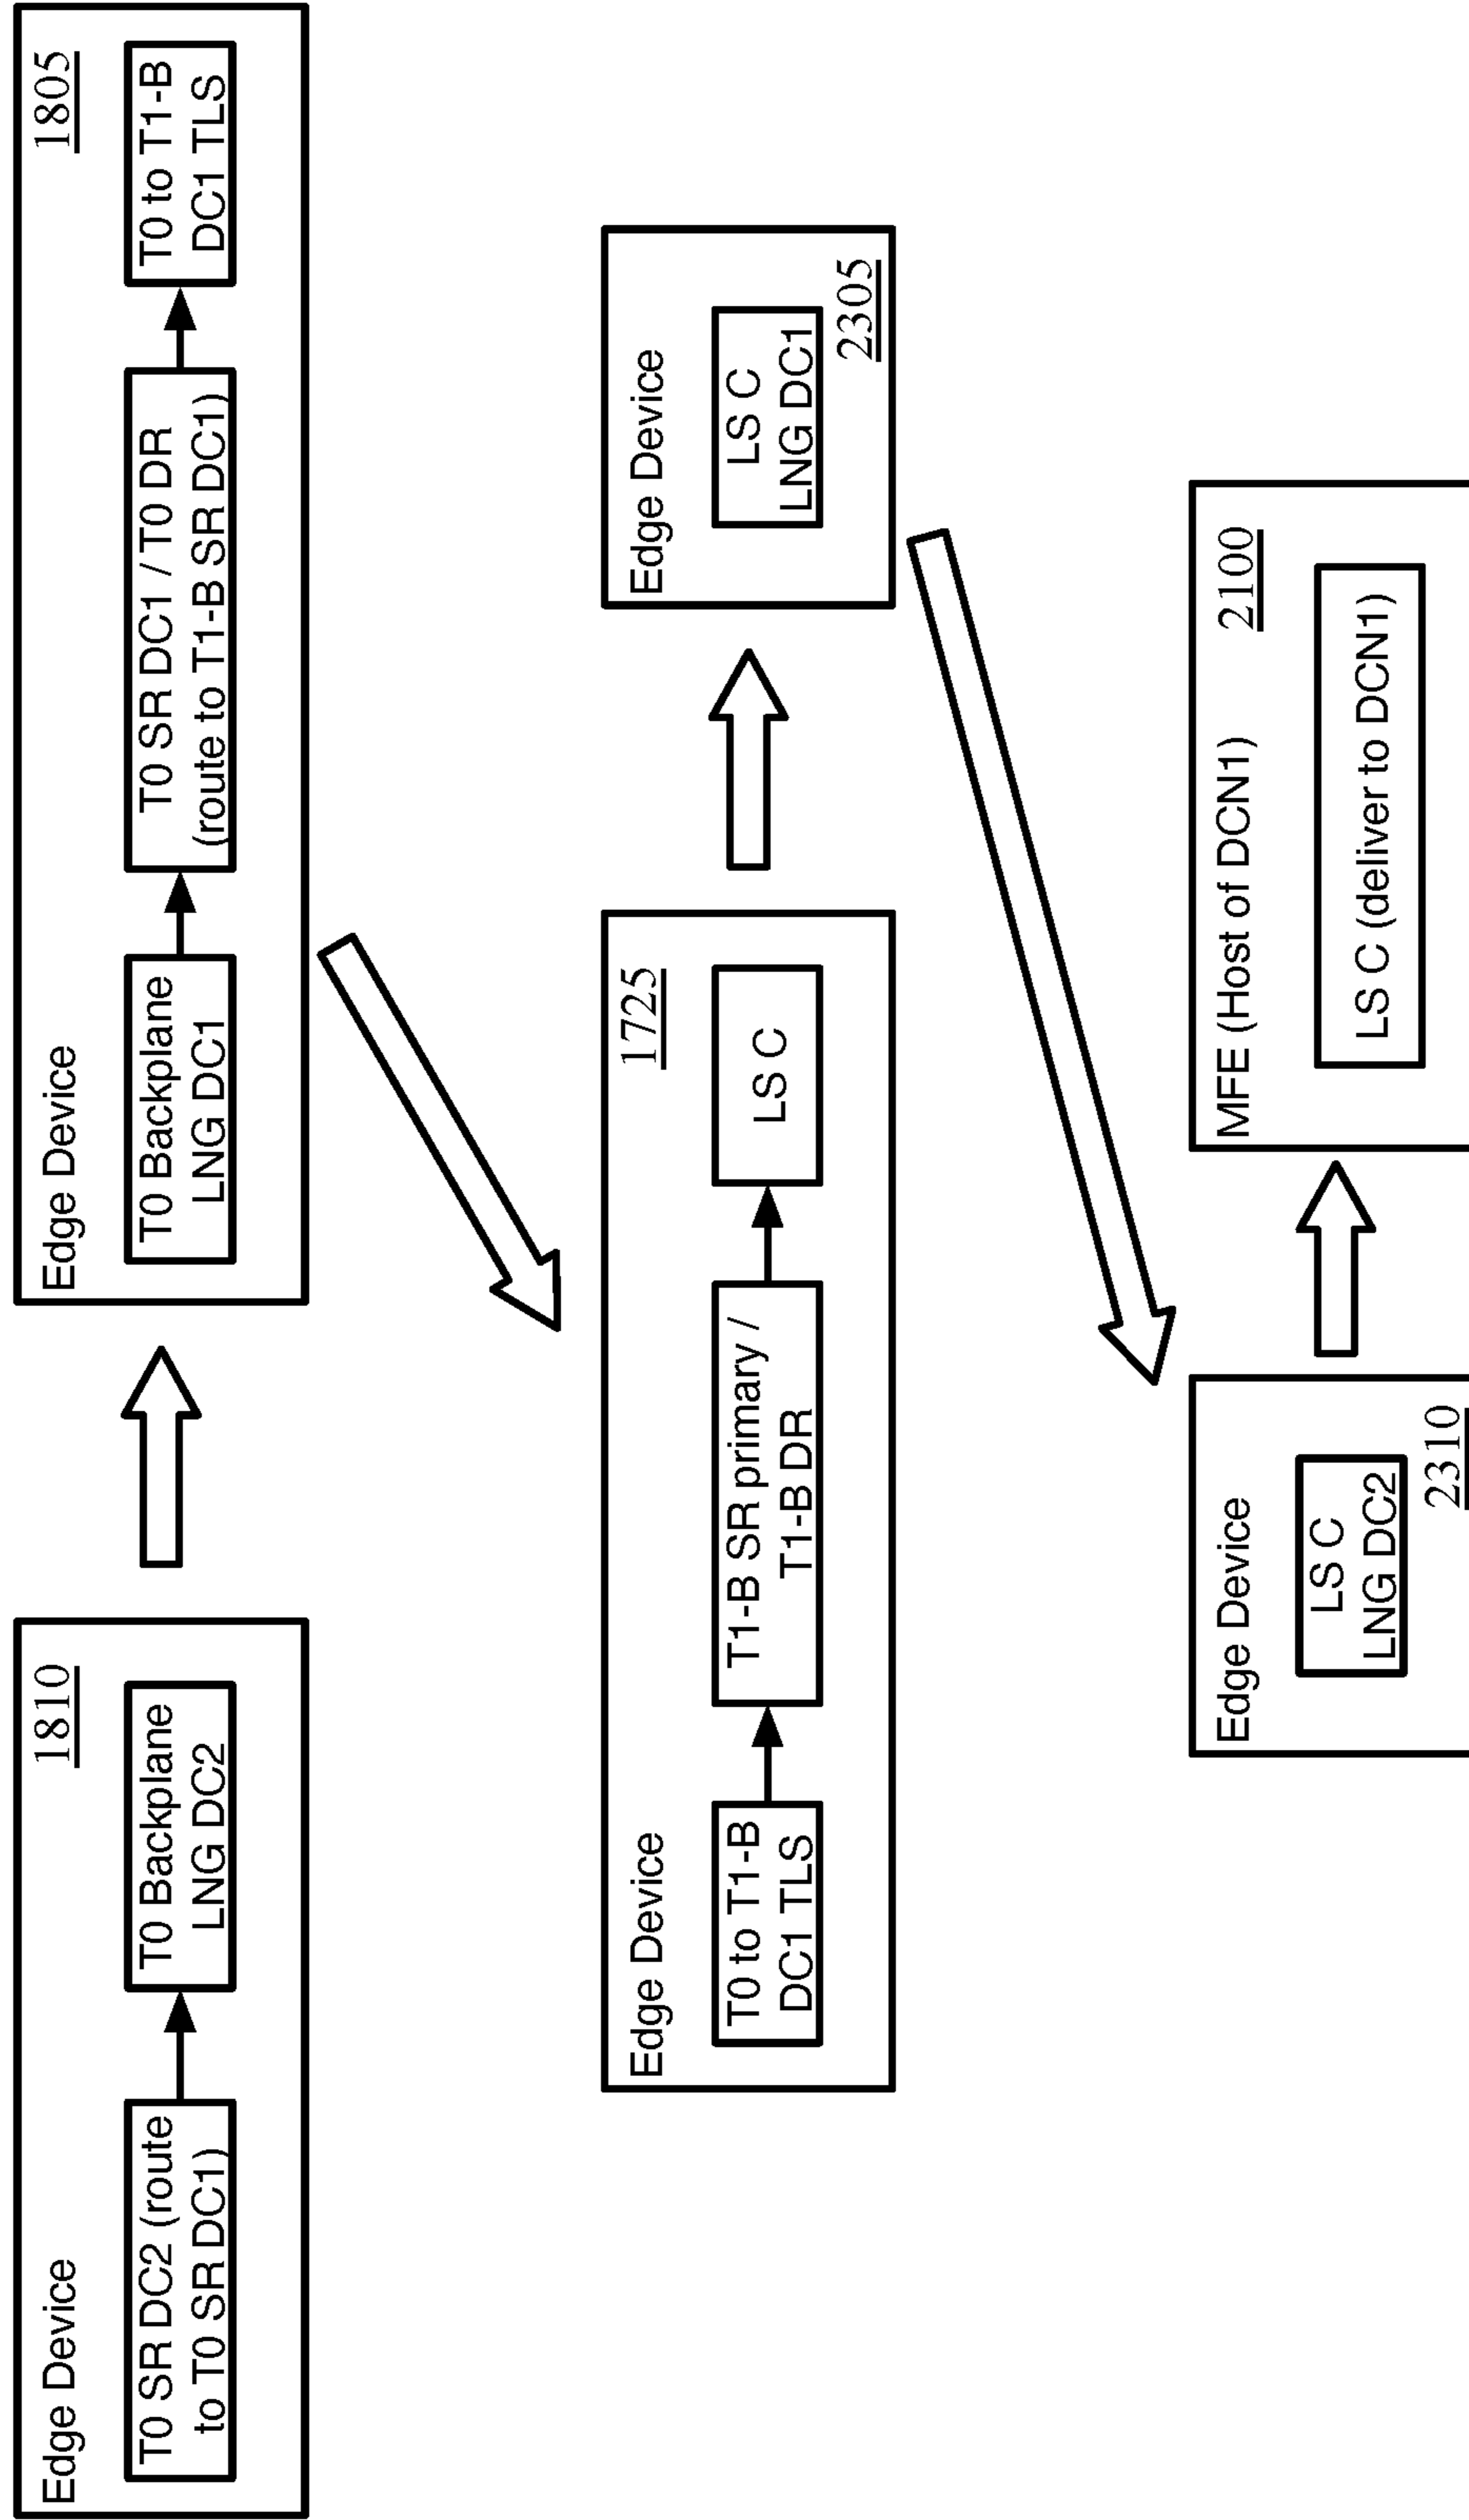 Edge Device
1810
T0 SR DC2 (route
to T0 SR DC1)
T0 Backplane
LNG DC2
Edge Device
1805
T0 Backplane
LNG DC1
T0 SR DC1 / T0 DR
(route to T1-B SR DC1)
T0 to T1-B
DC1 TLS
Edge Device
1725
T0 to T1-B
DC1 TLS
T1-B SR primary /
T1-B DR
LS C
Edge Device
LS C
LNG DC1
2305
Edge Device
LS C
LNG DC2
2310
MFE (Host of DCN1)
2100
LS C (deliver to DCN1)